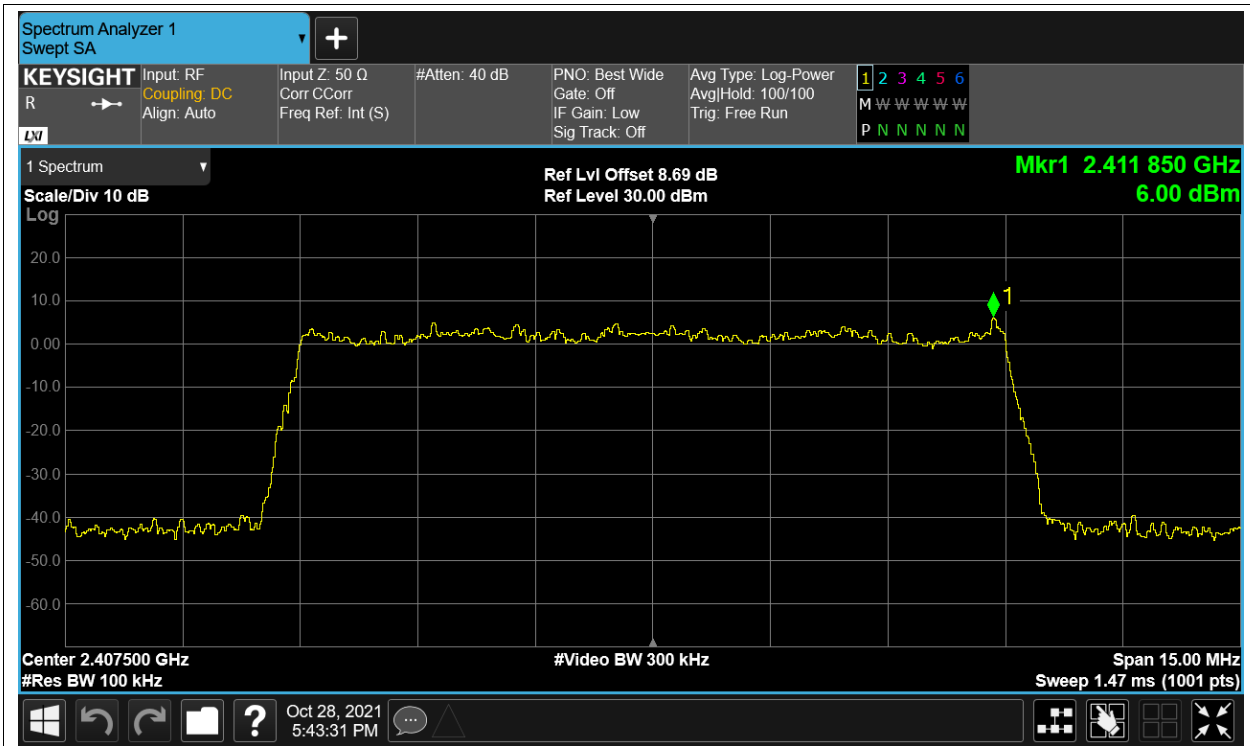 Spectrum Analyzer 1
Swept SA
+
KEYSIGHT Input: RF Input Z: 50 Ω #Atten: 40 dB PNO: Best Wide Avg Type: Log-Power 1 2 3 4 5 6
R Coupling: DC Corr CCorr Gate: Off Avg|Hold: 100/100 M W W W W W W
Align: Auto Freq Ref: Int (S) IF Gain: Low Trig: Free Run
LXI Sig Track: Off P N N N N N N
1 Spectrum Ref Lvl Offset 8.69 dB Mkr1 2.411 850 GHz
Scale/Div 10 dB Ref Level 30.00 dBm 6.00 dBm
Log
20.0
10.0
1
0.00
-10.0
-20.0
-30.0
-40.0
-50.0
-60.0
Center 2.407500 GHz #Video BW 300 kHz Span 15.00 MHz
#Res BW 100 kHz Sweep 1.47 ms (1001 pts)
? Oct 28, 2021
5:43:31 PM